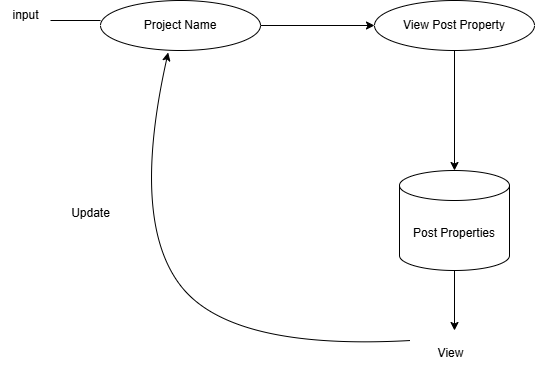 input
Project Name
View Post Property
Update
Post Properties
View